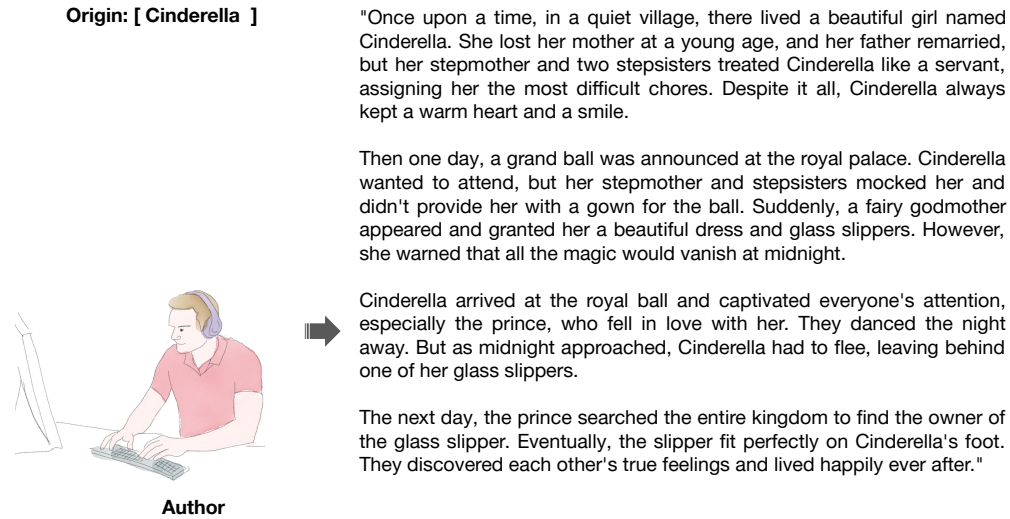 Origin: [ Cinderella  ]
"Once upon a time, in a quiet village, there lived a beautiful girl named
Cinderella. She lost her mother at a young age, and her father remarried,
but her stepmother and two stepsisters treated Cinderella like a servant,
assigning her the most difficult chores. Despite it all, Cinderella always
kept a warm heart and a smile.
Then one day, a grand ball was announced at the royal palace. Cinderella
wanted to attend, but her stepmother and stepsisters mocked her and
didn't provide her with a gown for the ball. Suddenly, a fairy godmother
appeared and granted her a beautiful dress and glass slippers. However,
she warned that all the magic would vanish at midnight.
Cinderella arrived at the royal ball and captivated everyone's attention,
especially the prince, who fell in love with her. They danced the night
away. But as midnight approached, Cinderella had to flee, leaving behind
one of her glass slippers.
The next day, the prince searched the entire kingdom to find the owner of
the glass slipper. Eventually, the slipper fit perfectly on Cinderella's foot.
They discovered each other's true feelings and lived happily ever after."
Author